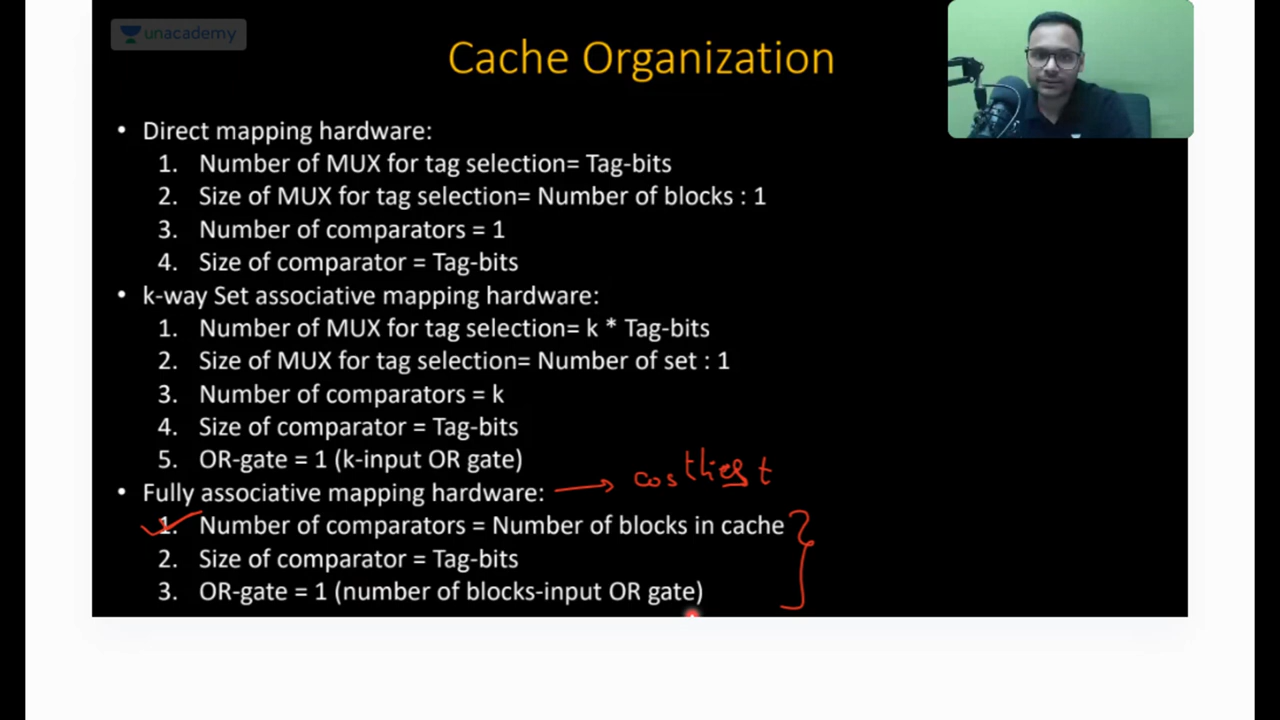 unacademy
Cache Organization
• Direct mapping hardware:
1. Number of MUX for tag selection= Tag-bits
2. Size of MUX for tag selection= Number of blocks : 1
3. Number of comparators = 1
4. Size of comparator = Tag-bits
• k-way Set associative mapping hardware:
1. Number of MUX for tag selection= k * Tag-bits
2. Size of MUX for tag selection= Number of set : 1
3. Number of comparators = k
4. Size of comparator = Tag-bits
5. OR-gate = 1 (k-input OR gate)
• Fully associative mapping hardware: → costliest
1. Number of comparators = Number of blocks in cache
2. Size of comparator = Tag-bits
3. OR-gate = 1 (number of blocks-input OR gate)